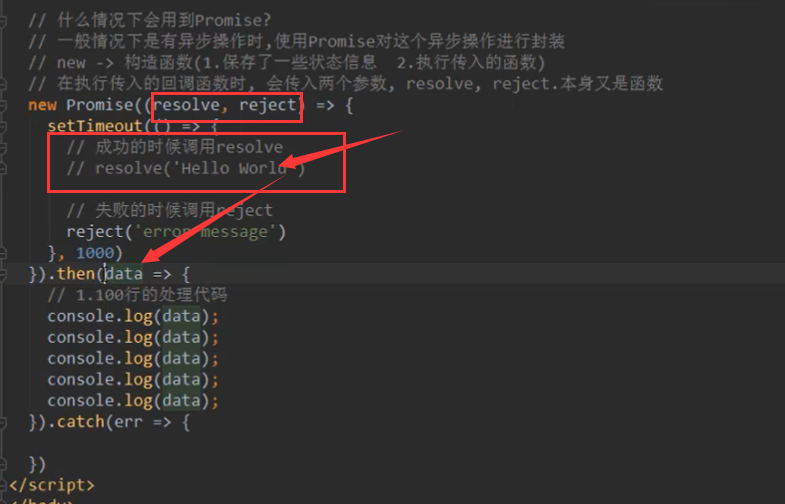 // 什么情况下会用到Promise?
// 一般情况下是有异步操作时,使用Promise对这个异步操作进行封装
// new -> 构造函数(1.保存了一些状态信息  2.执行传入的函数)
// 在执行传入的回调函数时, 会传入两个参数, resolve, reject.本身又是函数
new Promise((resolve, reject) => {
setTimeout(() => {
// 成功的时候调用resolve
// resolve('Hello World')
// 失败的时候调用reject
reject('error message')
}, 1000)
}).then(data => {
// 1.100行的处理代码
console.log(data);
console.log(data);
console.log(data);
console.log(data);
console.log(data);
}).catch(err => {
})
</script>
</body>